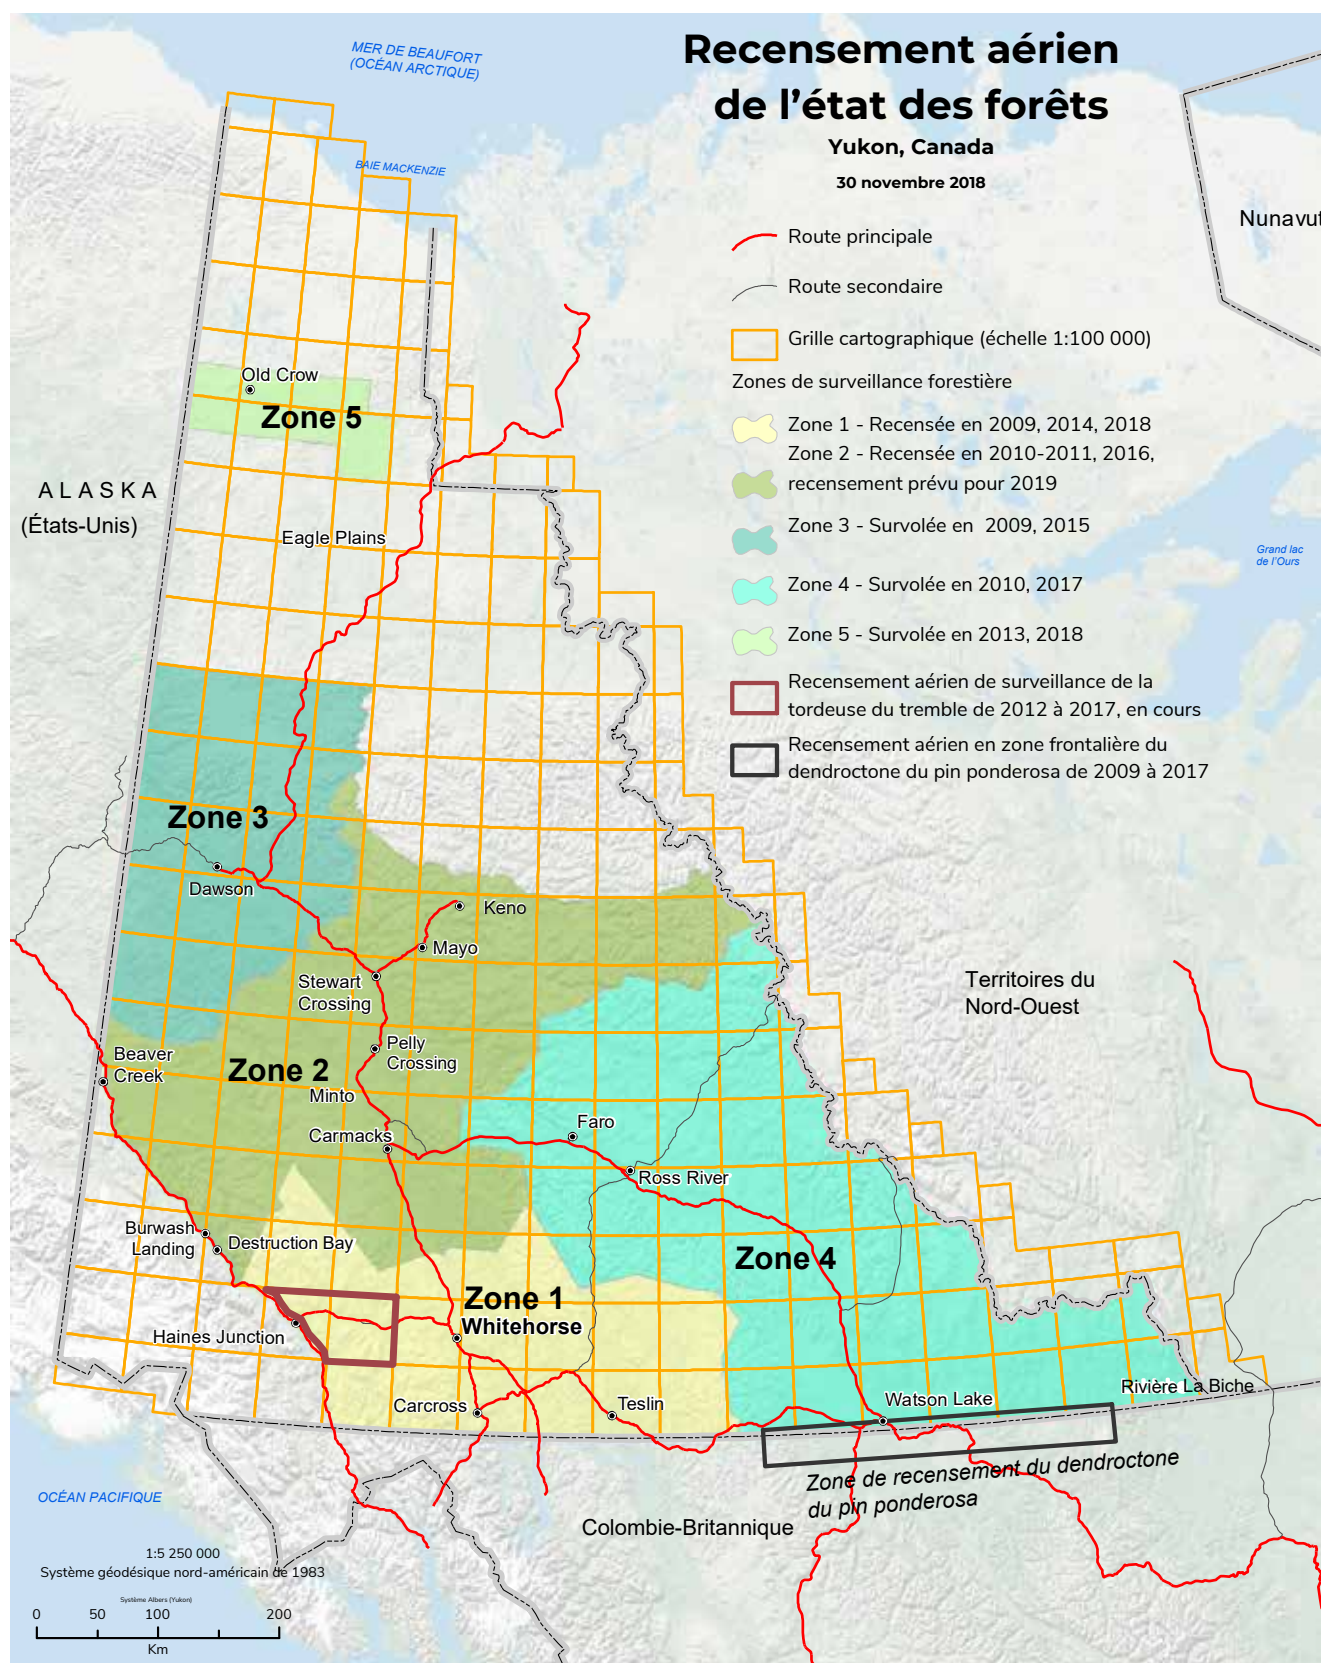 Recensement aérien
de l'état des forêts
Yukon, Canada
30 novembre 2018
MER DE BEAUFORT
(OCÉAN ARCTIQUE)
BAIE MACKENZIE
Nunavut
Route principale
Route secondaire
Grille cartographique (échelle 1:100 000)
Zones de surveillance forestière
Zone 1 - Recensée en 2009, 2014, 2018
Zone 2 - Recensée en 2010-2011, 2016,
recensement prévu pour 2019
Zone 3 - Survolée en 2009, 2015
Zone 4 - Survolée en 2010, 2017
Zone 5 - Survolée en 2013, 2018
Recensement aérien de surveillance de la
tordeuse du tremble de 2012 à 2017, en cours
Recensement aérien en zone frontalière du
dendroctone du pin ponderosa de 2009 à 2017
Grand lac
de l'Ours
Old Crow
Zone 5
ALASKA
(États-Unis)
Eagle Plains
Zone 3
Dawson
Keno
Mayo
Stewart
Crossing
Territoires du
Nord-Ouest
Pelly
Crossing
Beaver
Creek
Zone 2
Minto
Carmacks
Faro
Ross River
Burwash
Landing
Destruction Bay
Zone 4
Zone 1
Whitehorse
Haines Junction
Carcross
Teslin
Watson Lake
Rivière La Biche
Zone de recensement du dendroctone
du pin ponderosa
OCÉAN PACIFIQUE
Colombie-Britannique
1:5 250 000
Système géodésique nord-américain de 1983
Système Albers (Yukon)
0 50 100 200
Km